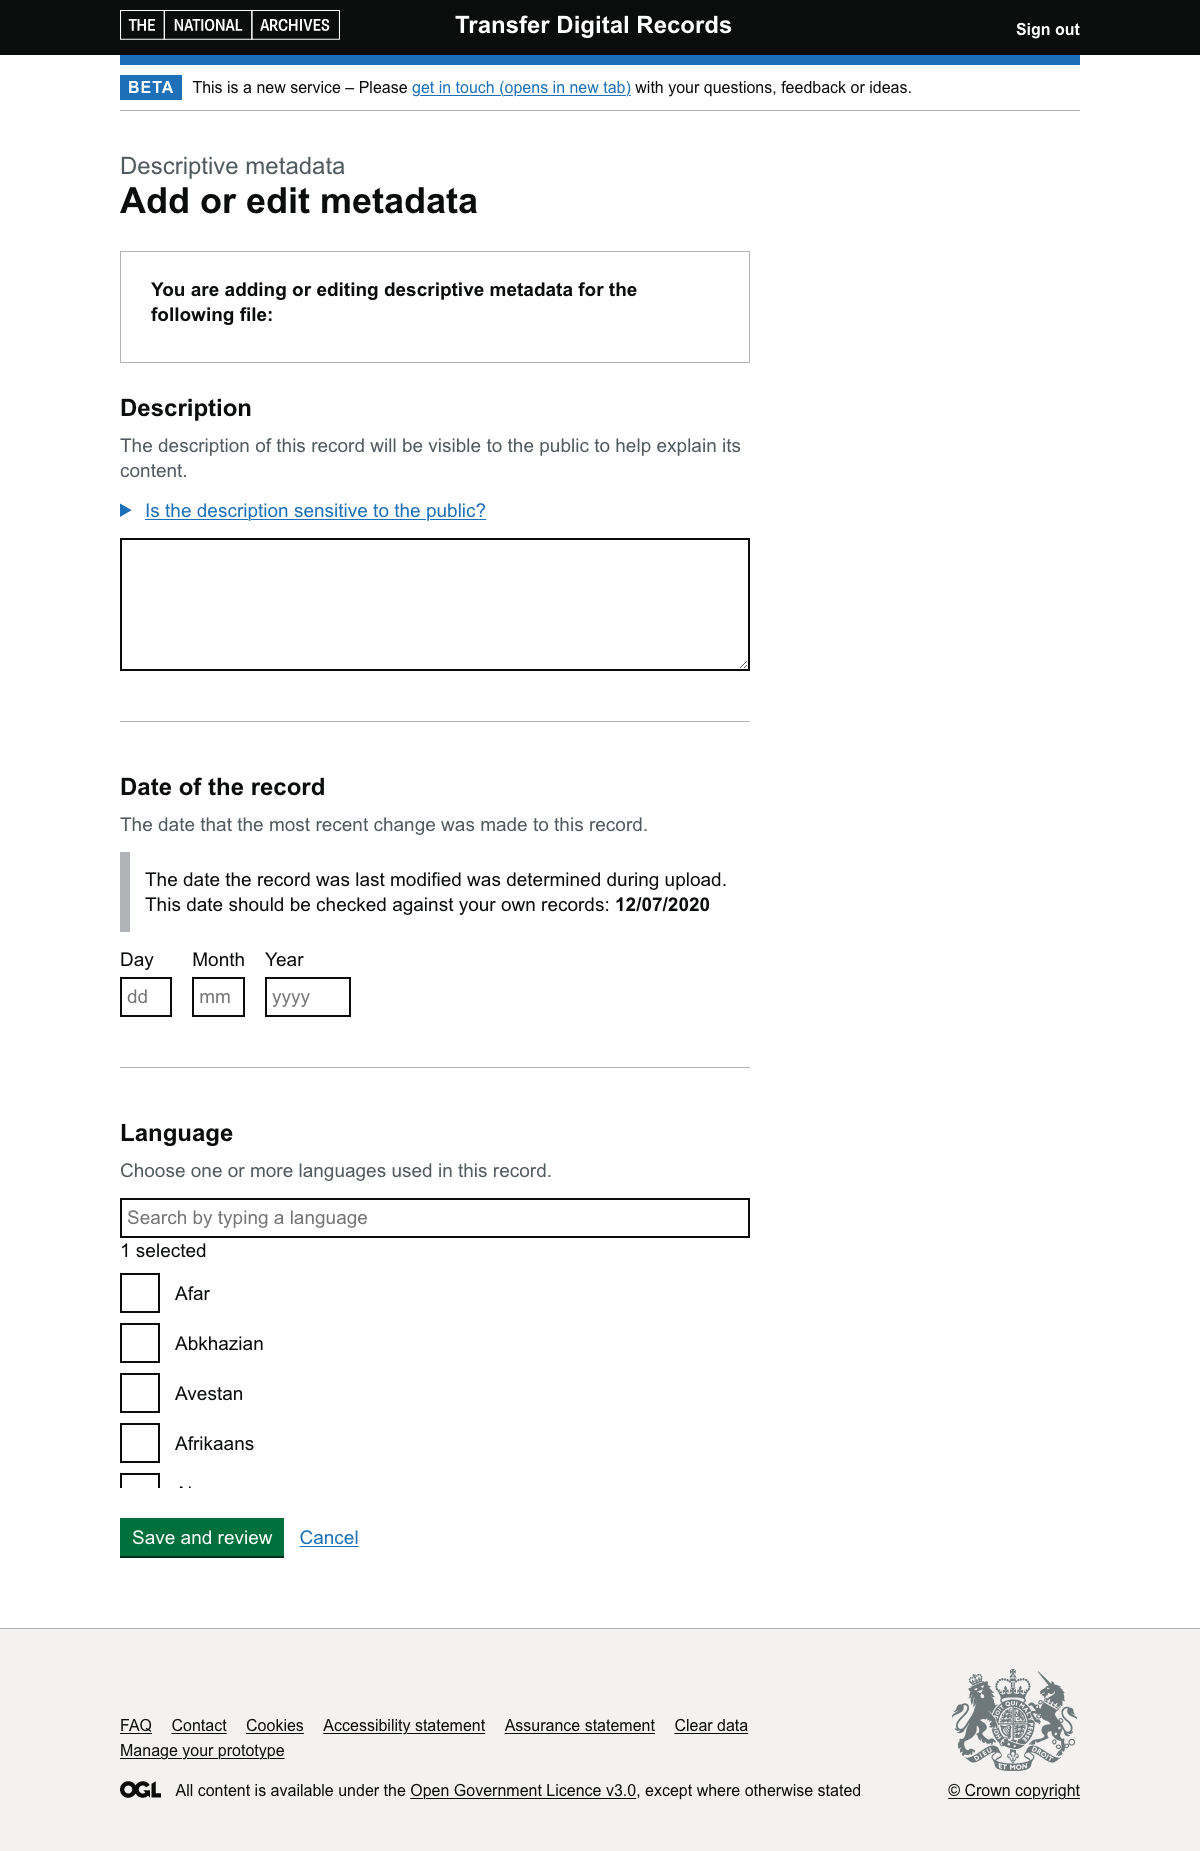 THE NATIONAL ARCHIVES
Transfer Digital Records
Sign out
BETA This is a new service – Please get in touch (opens in new tab) with your questions, feedback or ideas.
Descriptive metadata
Add or edit metadata
You are adding or editing descriptive metadata for the
following file:
Description
The description of this record will be visible to the public to help explain its
content.
Is the description sensitive to the public?
Date of the record
The date that the most recent change was made to this record.
The date the record was last modified was determined during upload.
This date should be checked against your own records: 12/07/2020
Day Month Year
dd mm yyyy
Language
Choose one or more languages used in this record.
Search by typing a language
1 selected
Afar
Abkhazian
Avestan
Afrikaans
Save and review Cancel
FAQ Contact Cookies Accessibility statement Assurance statement Clear data
Manage your prototype
DIEU ET MON DROIT
OGL All content is available under the Open Government Licence v3.0, except where otherwise stated
© Crown copyright